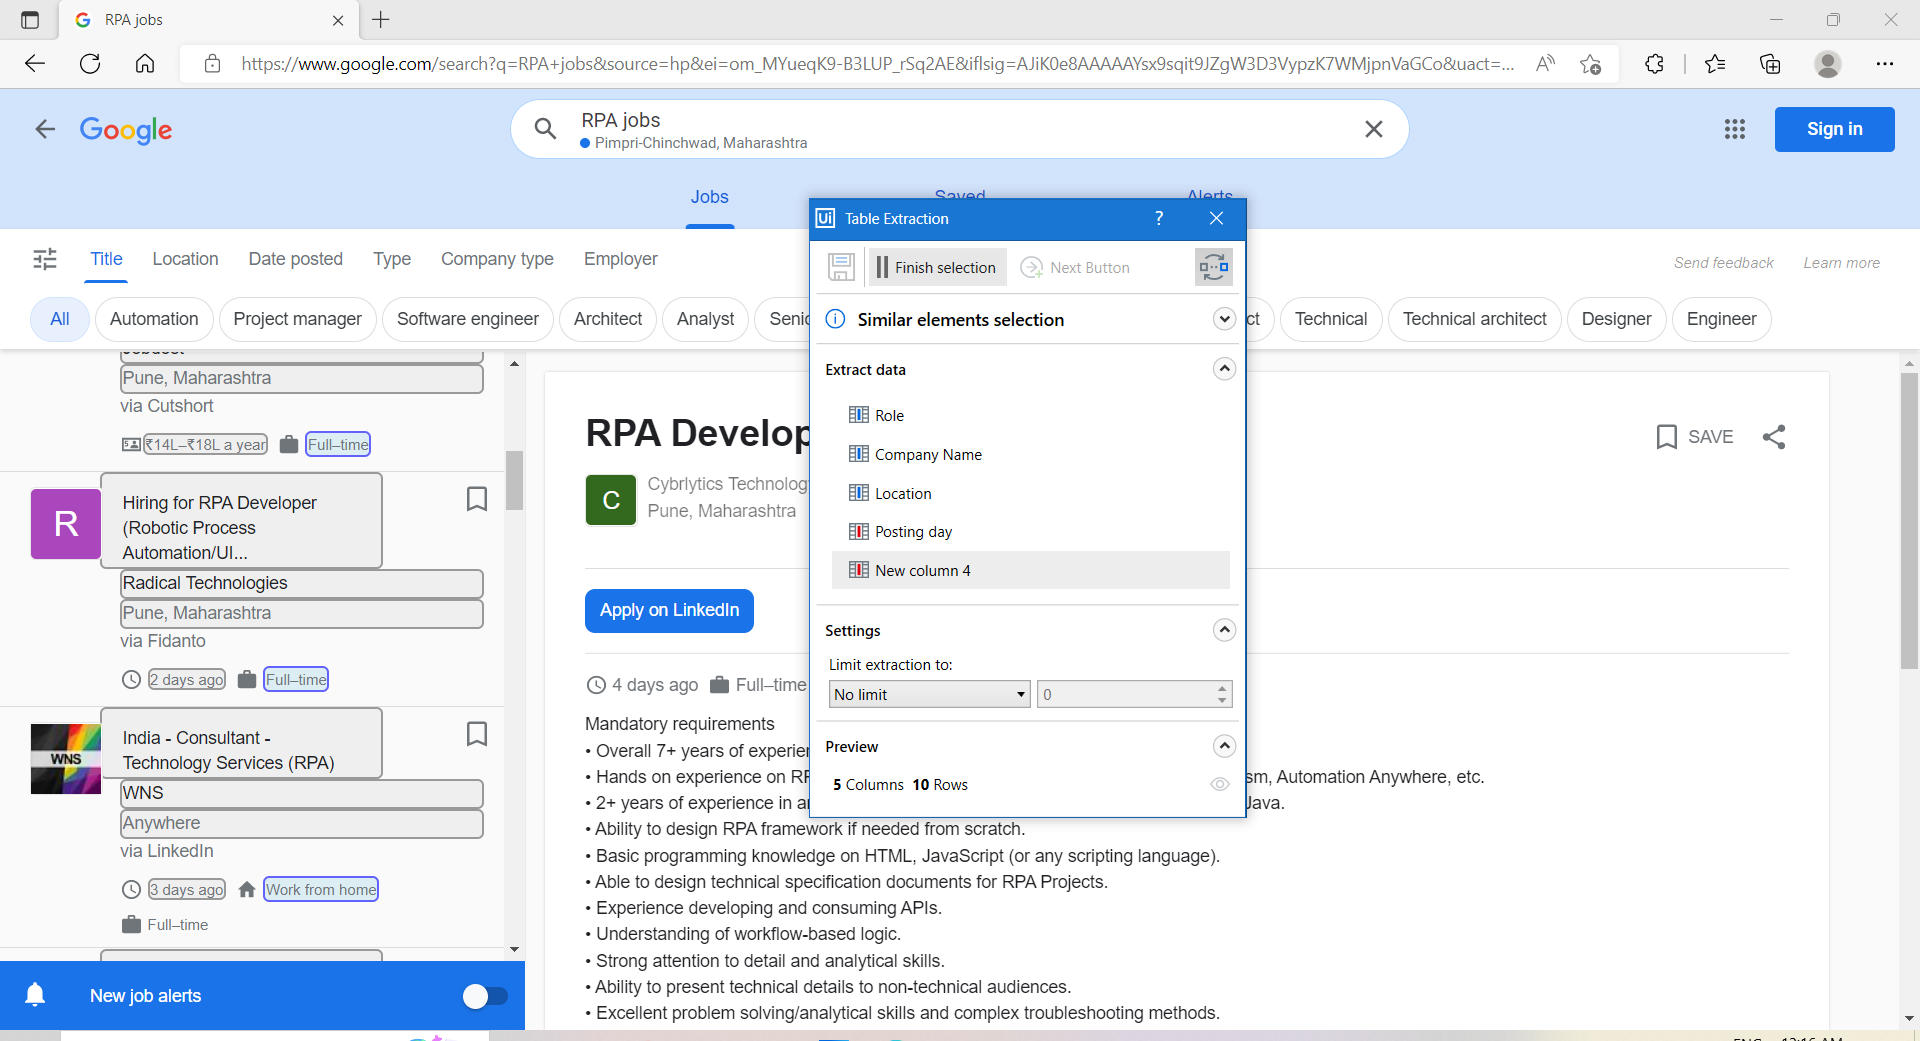 RPA jobs
https://www.google.com/search?q=RPA+jobs&source=hp&ei=om_MYueqK9-B3LUP_rSq2AE&iflsig=AJiK0e8AAAAAYsx9sqit9JZgW3D3VypzK7WMjpnVaGCo&uact=...
Google
RPA jobs
Pimpri-Chinchwad, Maharashtra
Sign in
Jobs
Saved
Alerts
Title
Location
Date posted
Type
Company type
Employer
Send feedback
Learn more
All
Automation
Project manager
Software engineer
Architect
Analyst
Senic
ct
Technical
Technical architect
Designer
Engineer
Pune, Maharashtra
via Cutshort
₹14L–₹18L a year
Full–time
R
Hiring for RPA Developer
(Robotic Process
Automation/UI...
Radical Technologies
Pune, Maharashtra
via Fidanto
2 days ago
Full–time
WNS
India - Consultant -
Technology Services (RPA)
WNS
Anywhere
via LinkedIn
3 days ago
Work from home
Full–time
New job alerts
RPA Develop
C
Cybrlytics Technolog
Pune, Maharashtra
SAVE
Apply on LinkedIn
4 days ago
Full–time
Mandatory requirements
• Overall 7+ years of experier
• Hands on experience on RF
sm, Automation Anywhere, etc.
• 2+ years of experience in a
Java.
• Ability to design RPA framework if needed from scratch.
• Basic programming knowledge on HTML, JavaScript (or any scripting language).
• Able to design technical specification documents for RPA Projects.
• Experience developing and consuming APIs.
• Understanding of workflow-based logic.
• Strong attention to detail and analytical skills.
• Ability to present technical details to non-technical audiences.
• Excellent problem solving/analytical skills and complex troubleshooting methods.
Ui
Table Extraction
?
Finish selection
Next Button
Similar elements selection
Extract data
Role
Company Name
Location
Posting day
New column 4
Settings
Limit extraction to:
No limit
0
Preview
5 Columns 10 Rows